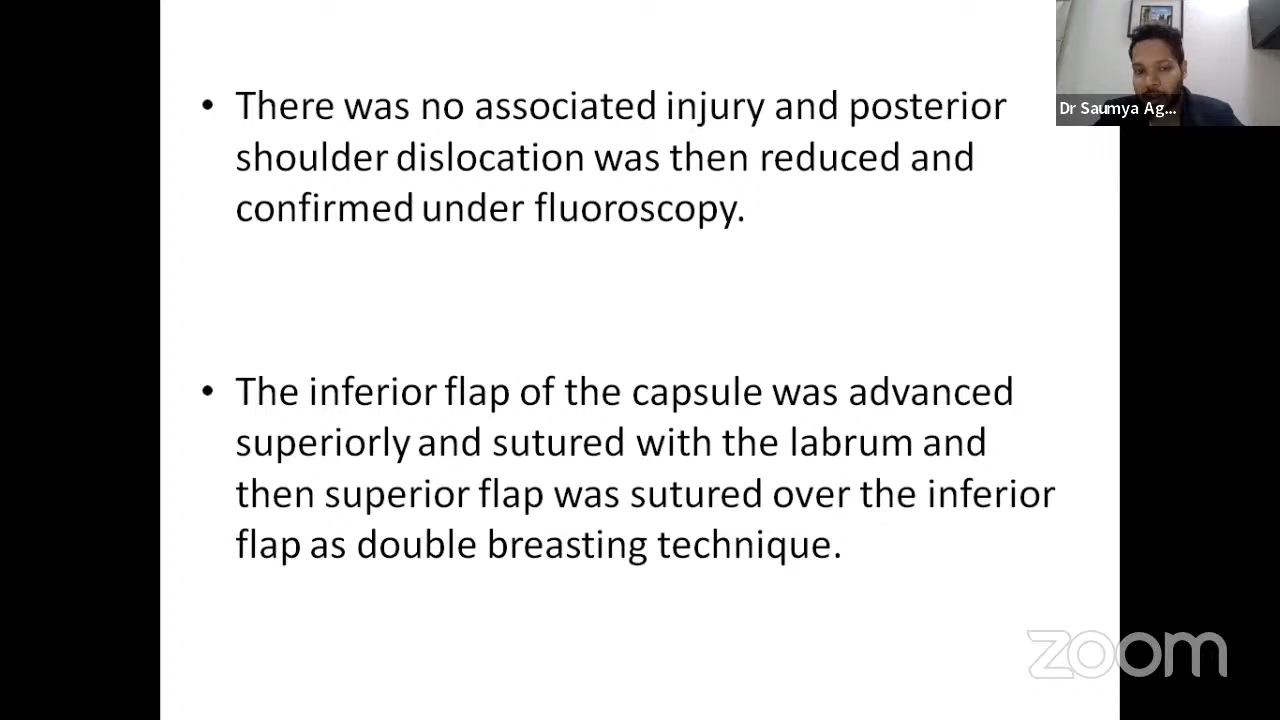 • There was no associated injury and posterior
shoulder dislocation was then reduced and
confirmed under fluoroscopy.
• The inferior flap of the capsule was advanced
superiorly and sutured with the labrum and
then superior flap was sutured over the inferior
flap as double breasting technique.
Dr Saumya Ag...
zoom